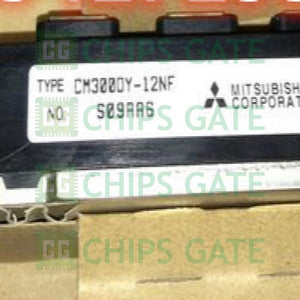 CHIPS GATE
TYPE CM300DY-12NF
MITSUBISHI
CORPORAT
NO. S09AA6
CHIPS GATE
CHIPS GATE